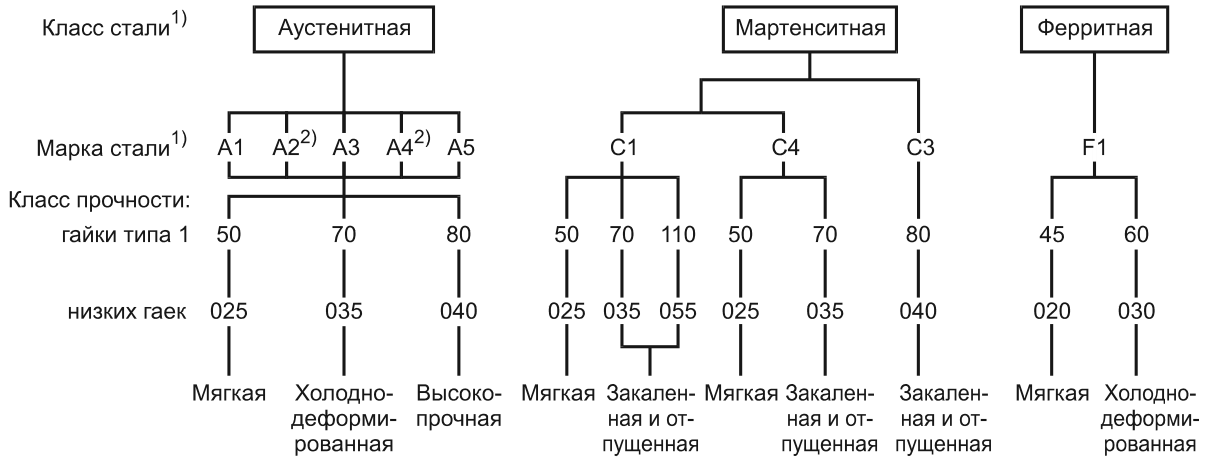 Класс стали1) Аустенитная Мартенситная Ферритная
Марка стали1) A1 A22) A3 A42) A5 C1 C4 C3 F1
Класс прочности:
гайки типа 1 50 70 80 50 70 110 50 70 80 45 60
низких гаек 025 035 040 025 035 055 025 035 040 020 030
Мягкая Холодно- Высоко- Мягкая Закален- Мягкая Закален- Закален- Мягкая Холодно-
деформи- прочная ная и от- ная и от- ная и от- деформи-
рованная пущенная пущенная пущенная рованная